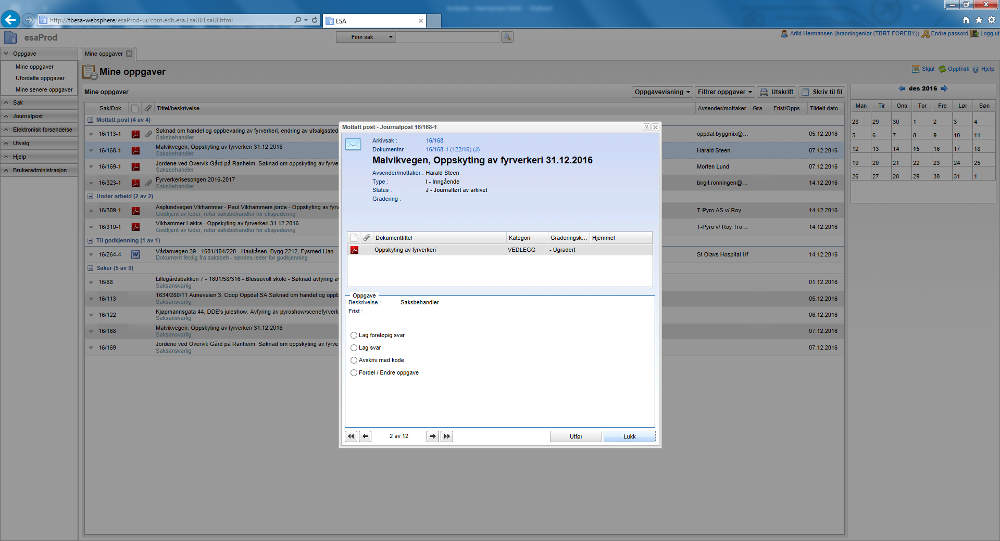 http://tbesa-websphere/esaProd-ui/com.edb.esa.EsaUI/EsaUI.html
ESA
esaProd
Finn sak
Arild Hermansen (branningeniør (TBRT.FOREBY))
Endre passord
Logg ut
Oppgave
Mine oppgaver
Ufordelte oppgaver
Mine senere oppgaver
Sak
Journalpost
Elektronisk forsendelse
Utvalg
Hjelp
Brukeradministrasjon
Mine oppgaver
Mine oppgaver
Skjul Oppfrisk Hjelp
Mine oppgaver
Oppgavevisning Filtrer oppgaver Utskrift Skriv til fil
Sak/Dok Tittel/beskrivelse Avsender/mottaker Gra... Frist/Opps... Tildelt dato
Mottatt post (4 av 4)
16/113-1 Søknad om handel og oppbevaring av fyrverkeri, endring av utsalgssted oppdal.byggmix@... 05.12.2016
Saksbehandler
16/168-1 Malvikvegen, Oppskyting av fyrverkeri 31.12.2016 Harald Steen 07.12.2016
Saksbehandler
16/169-1 Jordene ved Overvik Gård på Ranheim. Søknad om oppskyting av fyrve Morten Lund 07.12.2016
Saksbehandler
16/323-1 Fyrverkerisesongen 2016-2017 birgit.ronningen@... 14.12.2016
Saksbehandler
Under arbeid (2 av 2)
16/309-1 Asplundvegen Vikhammer - Paul Vikhammers jorde - Oppskyting av fyr T-Pyro AS v/ Roy... 14.12.2016
Godkjent av leder, retur saksbehandler for ekspedering
16/310-1 Vikhammer Løkka - Oppskyting av fyrverkeri 31.12.2016 T-Pyro v/ Roy Tro... 14.12.2016
Godkjent av leder, retur saksbehandler for ekspedering
Til godkjenning (1 av 1)
16/264-4 Vådanvegen 39 - 1601/104/220 - Haukåsen, Bygg 2212, Fysmed Lian - St Olavs Hospital Hf 14.12.2016
Dokument ferdig fra saksbeh - sendes leder for godkjenning
Saker (5 av 9)
16/68 Lillegårdsbakken 7 - 1601/58/316 - Blussuvoll skole - Søknad avfyring a 01.12.2016
Saksansvarlig
16/113 1634/280/11 Auneveien 3, Coop Oppdal SA Søknad om handel og oppb 05.12.2016
Saksansvarlig
16/122 Kjøpmannsgata 44, DDE's juleshow. Avfyring av pyroshow/scenefyrverk 06.12.2016
Saksansvarlig
16/168 Malvikvegen. Oppskyting av fyrverkeri 31.12.2016 07.12.2016
Saksansvarlig
16/169 Jordene ved Overvik Gård på Ranheim. Søknad om oppskyting av fyrve 07.12.2016
Saksansvarlig
des 2016
Man Tir Ons Tor Fre Lør Søn
28 29 30 1 2 3 4
5 6 7 8 9 10 11
12 13 14 15 16 17 18
19 20 21 22 23 24 25
26 27 28 29 30 31 1
Mottatt post - Journalpost 16/168-1
Arkivsak : 16/168
Dokumentnr : 16/168-1 (122/16) (J)
Malvikvegen, Oppskyting av fyrverkeri 31.12.2016
Avsender/mottaker : Harald Steen
Type : I - Inngående
Status : J - Journalført av arkivet
Gradering :
Dokumenttittel Kategori Graderingsk... Hjemmel
Oppskyting av fyrverkeri VEDLEGG - Ugradert
Oppgave
Beskrivelse : Saksbehandler
Frist :
Lag foreløpig svar
Lag svar
Avskriv med kode
Fordel / Endre oppgave
2 av 12
Utfør Lukk